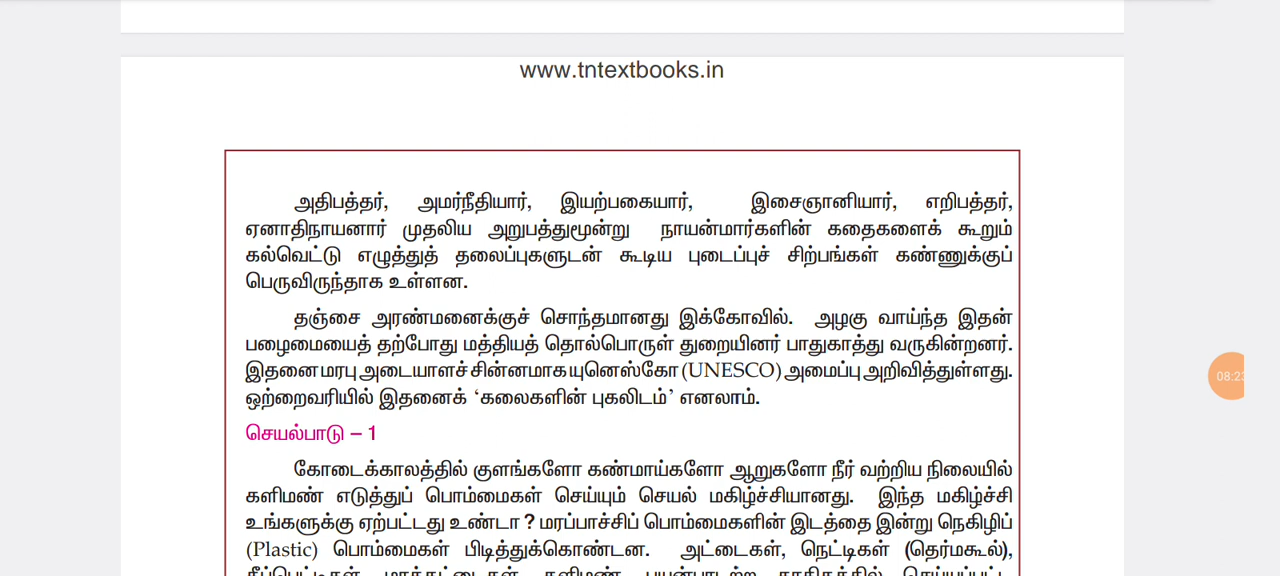 www.tntextbooks.in
அதிபத்தர், அமர்நீதியார், இயற்பகையார், இசைஞானியார், எறிபத்தர்,
ஏனாதிநாயனார் முதலிய அறுபத்துமூன்று நாயன்மார்களின் கதைகளைக் கூறும்
கல்வெட்டு எழுத்துத் தலைப்புகளுடன் கூடிய புடைப்புச் சிற்பங்கள் கண்ணுக்குப்
பெருவிருந்தாக உள்ளன.
தஞ்சை அரண்மனைக்குச் சொந்தமானது இக்கோவில். அழகு வாய்ந்த இதன்
பழைமையைத் தற்போது மத்தியத் தொல்பொருள் துறையினர் பாதுகாத்து வருகின்றனர்.
இதனை மரபு அடையாளச் சின்னமாக யுனெஸ்கோ (UNESCO) அமைப்பு அறிவித்துள்ளது.
ஒற்றைவரியில் இதனைக் ‘கலைகளின் புகலிடம்’ எனலாம்.
செயல்பாடு – 1
கோடைக்காலத்தில் குளங்களோ கண்மாய்களோ ஆறுகளோ நீர் வற்றிய நிலையில்
களிமண் எடுத்துப் பொம்மைகள் செய்யும் செயல் மகிழ்ச்சியானது. இந்த மகிழ்ச்சி
உங்களுக்கு ஏற்பட்டது உண்டா ? மரப்பாச்சிப் பொம்மைகளின் இடத்தை இன்று நெகிழிப்
(Plastic) பொம்மைகள் பிடித்துக்கொண்டன. அட்டைகள், நெட்டிகள் (தெர்மகூல்),
08:23